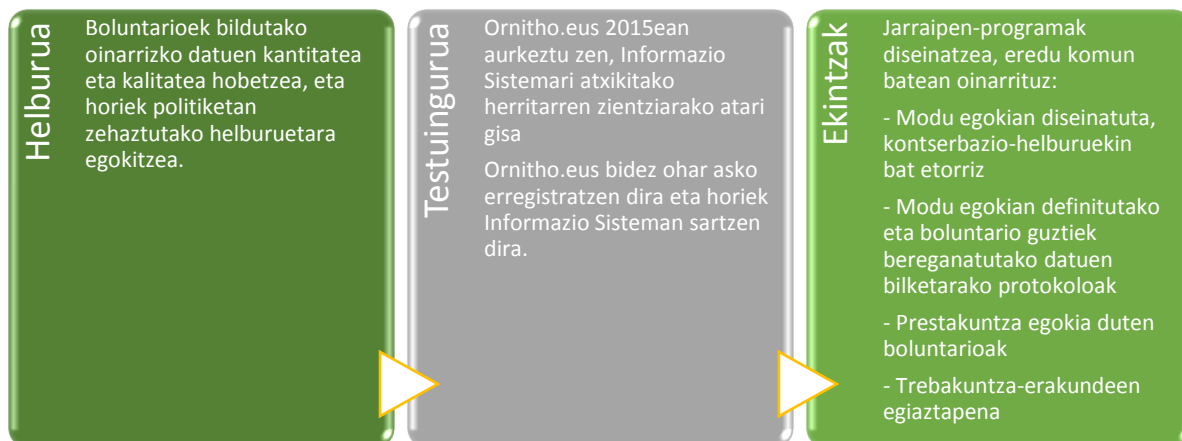 Helburua
Boluntarioek bildutako
oinarrizko datuen kantitatea
eta kalitatea hobetzea, eta
horiek politiketan
zehaztutako helburuetara
egokitzea.
Testuingurua
Ornitho.eus 2015ean
aurkeztu zen, Informazio
Sistemari atxikitako
herritarren zientziarako atari
gisa
Ornitho.eus bidez ohar asko
erregistratzen dira eta horiek
Informazio Sisteman sartzen
dira.
Ekintzak
Jarraipen-programak
diseinatzea, eredu komun
batean oinarrituz:
- Modu egokian diseinatuta,
kontserbazio-helburuekin
bat etorriz
- Modu egokian definitutako
eta boluntario guztiek
bereganatutako datuen
bilketarako protokoloak
- Prestakuntza egokia duten
boluntarioak
- Trebakuntza-erakundeen
egiaztapena